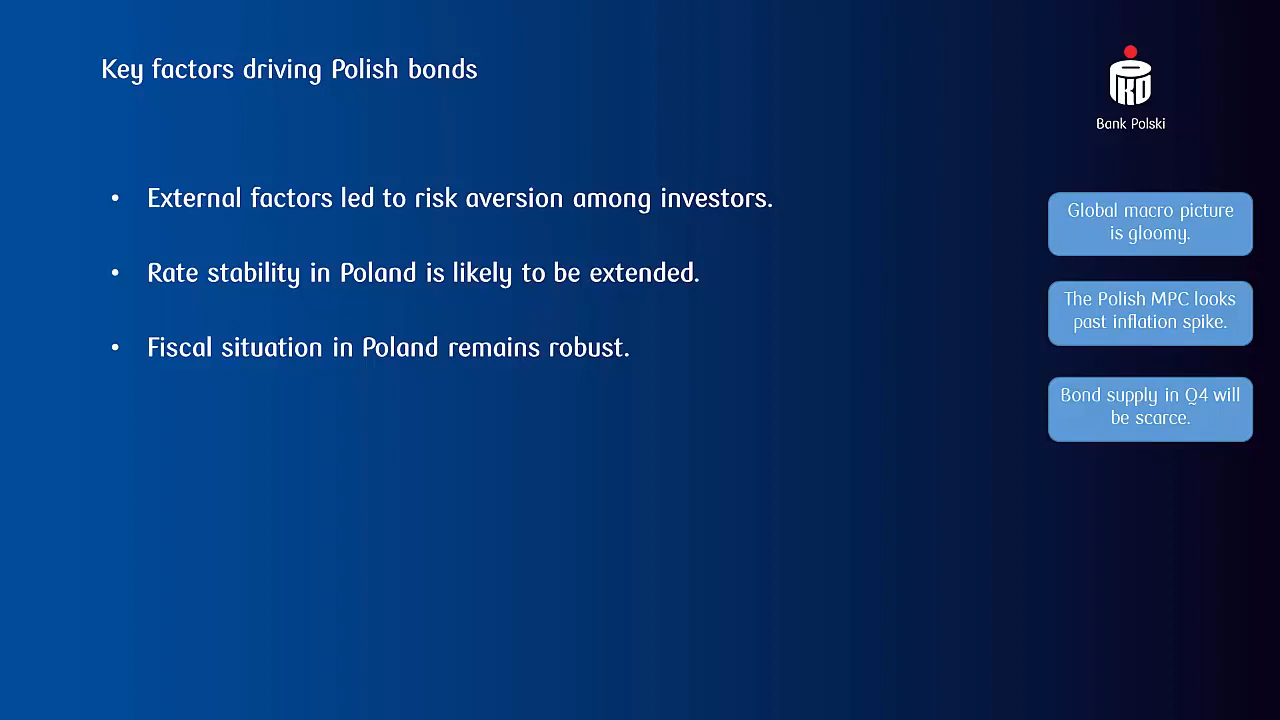 Key factors driving Polish bonds
PKO
Bank Polski
• External factors led to risk aversion among investors.
• Rate stability in Poland is likely to be extended.
• Fiscal situation in Poland remains robust.
Global macro picture
is gloomy.
The Polish MPC looks
past inflation spike.
Bond supply in Q4 will
be scarce.